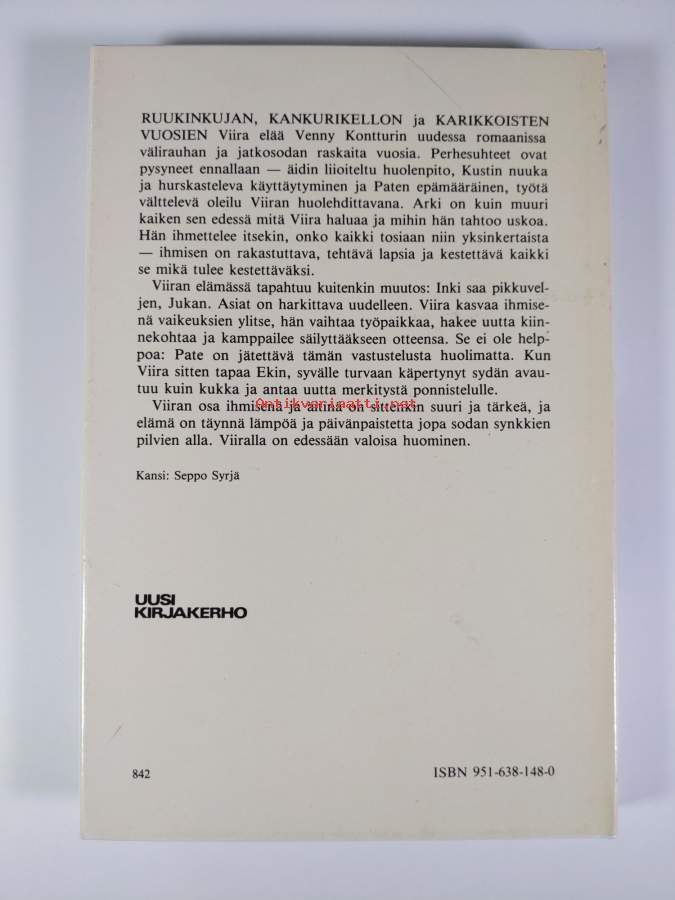 RUUKINKUJAN, KANKURIKELLON ja KARIKKOISTEN
VUOSIEN Viira elää Venny Kontturin uudessa romaanissa
välirauhan ja jatkosodan raskaita vuosia. Perhesuhteet ovat
pysyneet ennallaan — äidin liioiteltu huolenpito, Kustin nuuka
ja hurskasteleva käyttäytyminen ja Paten epämääräinen, työtä
välttelevä oleilu Viiran huolehdittavana. Arki on kuin muuri
kaiken sen edessä mitä Viira haluaa ja mihin hän tahtoo uskoa.
Hän ihmettelee itsekin, onko kaikki tosiaan niin yksinkertaista
— ihmisen on rakastuttava, tehtävä lapsia ja kestettävä kaikki
se mikä tulee kestettäväksi.
Viiran elämässä tapahtuu kuitenkin muutos: Inki saa pikkuvel-
jen, Jukan. Asiat on harkittava uudelleen. Viira kasvaa ihmise-
nä vaikeuksien ylitse, hän vaihtaa työpaikkaa, hakee uutta kiin-
nekohtaa ja kamppailee säilyttääkseen otteensa. Se ei ole help-
poa: Pate on jätettävä tämän vastustelusta huolimatta. Kun
Viira sitten tapaa Ekin, syvälle turvaan käpertynyt sydän avau-
tuu kuin kukka ja antaa uutta merkitystä ponnistelulle.
Antikvariaatti.net
Viiran osa ihmisenä ja äitinä on sittenkin suuri ja tärkeä, ja
elämä on täynnä lämpöä ja päivänpaistetta jopa sodan synkkien
pilvien alla. Viiralla on edessään valoisa huominen.
Kansi: Seppo Syrjä
UUSI
KIRJAKERHO
842
ISBN 951-638-148-0